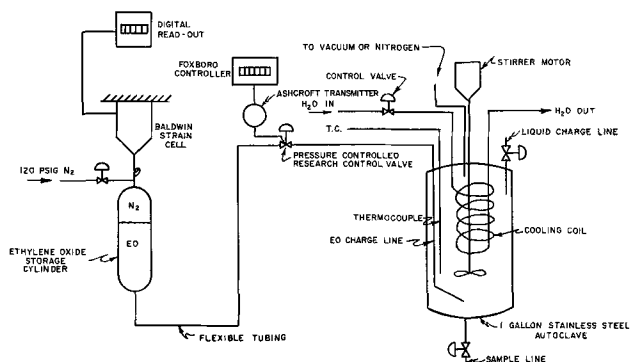 DIGITAL
READ-OUT
FOXBORO
CONTROLLER
TO VACUUM OR NITROGEN
STIRRER MOTOR
CONTROL VALVE
ASHCROFT TRANSMITTER
H2O IN
H2O OUT
BALDWIN
STRAIN
CELL
T.C.
LIQUID CHARGE LINE
PRESSURE CONTROLLED
RESEARCH CONTROL VALVE
120 PSIG N2
N2
EO
ETHYLENE OXIDE
STORAGE
CYLINDER
THERMOCOUPLE
EO CHARGE LINE
COOLING COIL
FLEXIBLE TUBING
1 GALLON STAINLESS STEEL
AUTOCLAVE
SAMPLE LINE